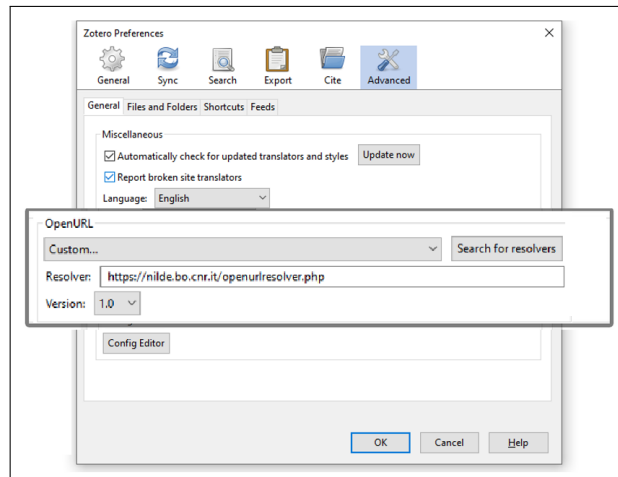 Zotero Preferences
General Sync Search Export Cite Advanced
General Files and Folders Shortcuts Feeds
Miscellaneous
Automatically check for updated translators and styles Update now
Report broken site translators
Language: English
OpenURL
Custom... Search for resolvers
Resolver: https://nilde.bo.cnr.it/openurlresolver.php
Version: 1.0
Config Editor
OK Cancel Help